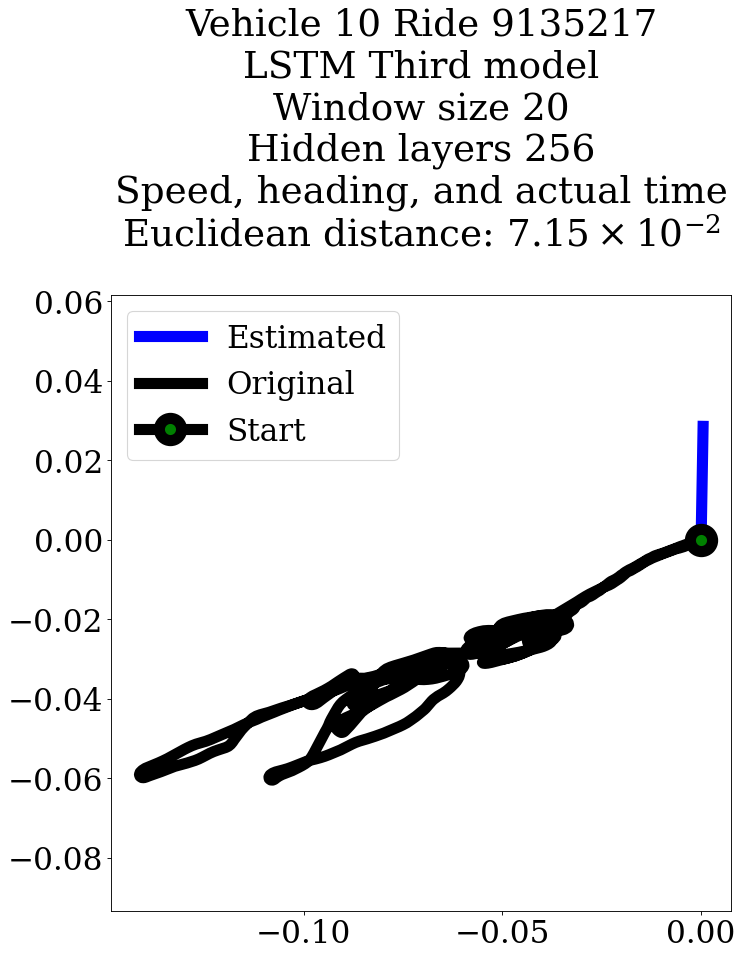 Vehicle 10 Ride 9135217
LSTM Third model
Window size 20
Hidden layers 256
Speed, heading, and actual time
Euclidean distance: 7.15 × 10⁻²
0.06
0.04
0.02
0.00
−0.02
−0.04
−0.06
−0.08
Estimated
Original
Start
−0.10
−0.05
0.00